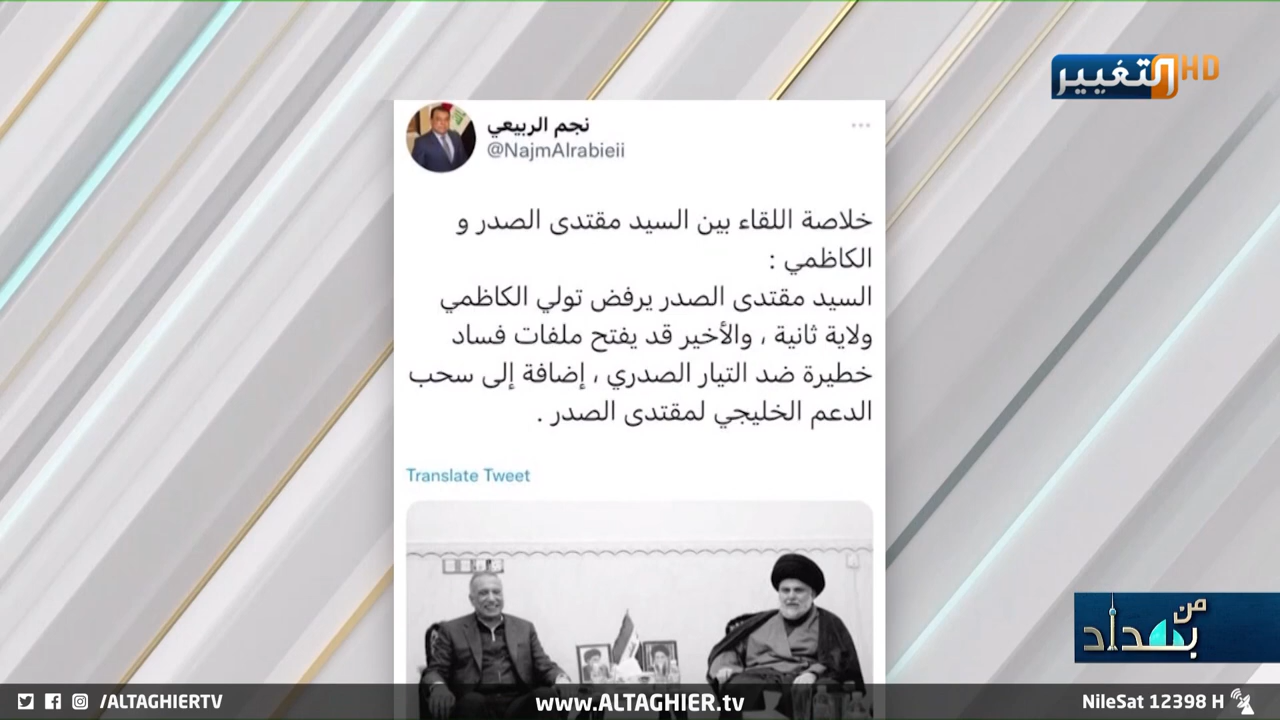 التغيير HD
نجم الربيعي
@NajmAlrabieii
خلاصة اللقاء بين السيد مقتدى الصدر و
الكاظمي :
السيد مقتدى الصدر يرفض تولي الكاظمي
ولاية ثانية ، والأخير قد يفتح ملفات فساد
خطيرة ضد التيار الصدري ، إضافة إلى سحب
الدعم الخليجي لمقتدى الصدر .
Translate Tweet
من
بغداد
/ALTAGHIERTV
www.ALTAGHIER.tv
NileSat 12398 H